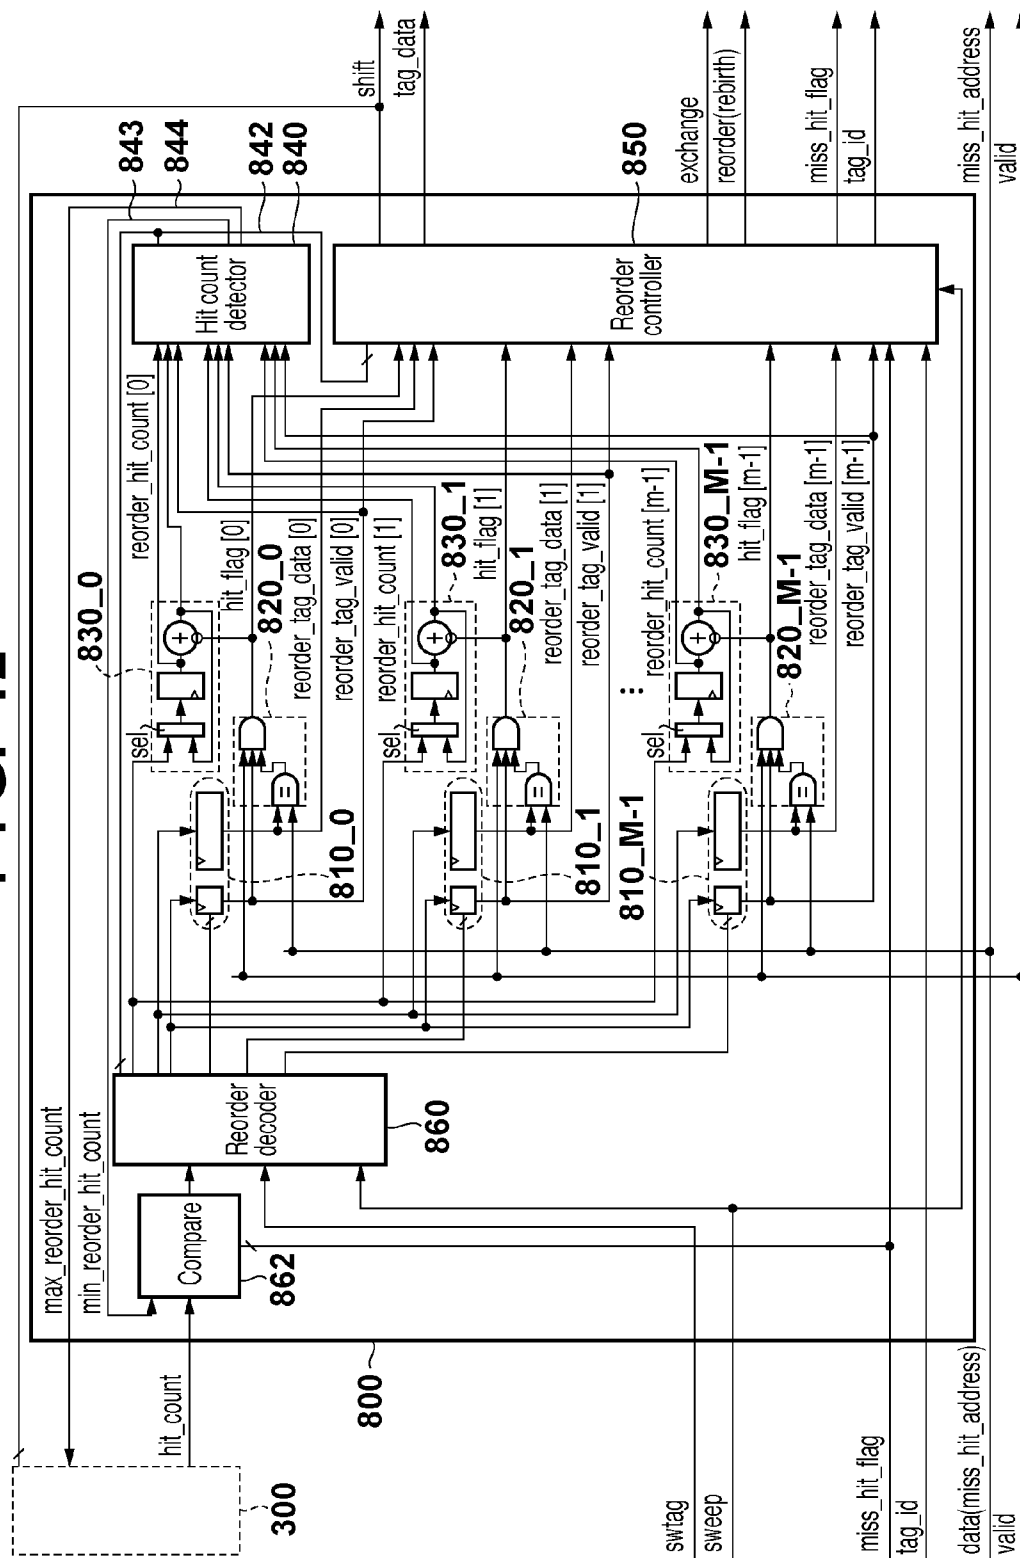 300
hit_count
max_reorder_hit_count
min_reorder_hit_count
Compare
862
800
Reorder
decoder
860
swtag
sweep
miss_hit_flag
tag_id
data(miss_hit_address)
valid
810_0
810_1
810_M-1
830_0
sel
reorder_hit_count [0]
hit_flag [0]
820_0
reorder_tag_data [0]
reorder_tag_valid [0]
sel
reorder_hit_count [1]
830_1
hit_flag [1]
820_1
reorder_tag_data [1]
reorder_tag_valid [1]
sel
reorder_hit_count [m-1]
830_M-1
hit_flag [m-1]
820_M-1
reorder_tag_data [m-1]
reorder_tag_valid [m-1]
Hit count
detector
843
844
842
840
Reorder
controller
850
shift
tag_data
exchange
reorder(rebirth)
miss_hit_flag
tag_id
miss_hit_address
valid